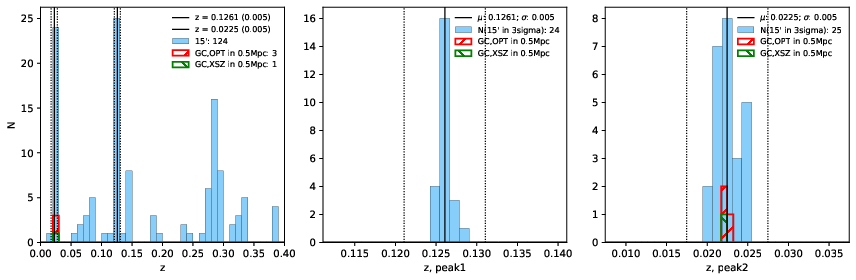 z = 0.1261 (0.005)
z = 0.0225 (0.005)
15': 124
GC,OPT in 0.5Mpc: 3
GC,XSZ in 0.5Mpc: 1
25
20
15
10
5
0
N
0.00 0.05 0.10 0.15 0.20 0.25 0.30 0.35 0.40
z
μ: 0.1261; σ: 0.005
N(15' in 3sigma): 24
GC,OPT in 0.5Mpc
GC,XSZ in 0.5Mpc
16
14
12
10
8
6
4
2
0
0.115 0.120 0.125 0.130 0.135 0.140
z, peak1
μ: 0.0225; σ: 0.005
N(15' in 3sigma): 25
GC,OPT in 0.5Mpc
GC,XSZ in 0.5Mpc
8
7
6
5
4
3
2
1
0
0.010 0.015 0.020 0.025 0.030 0.035
z, peak2